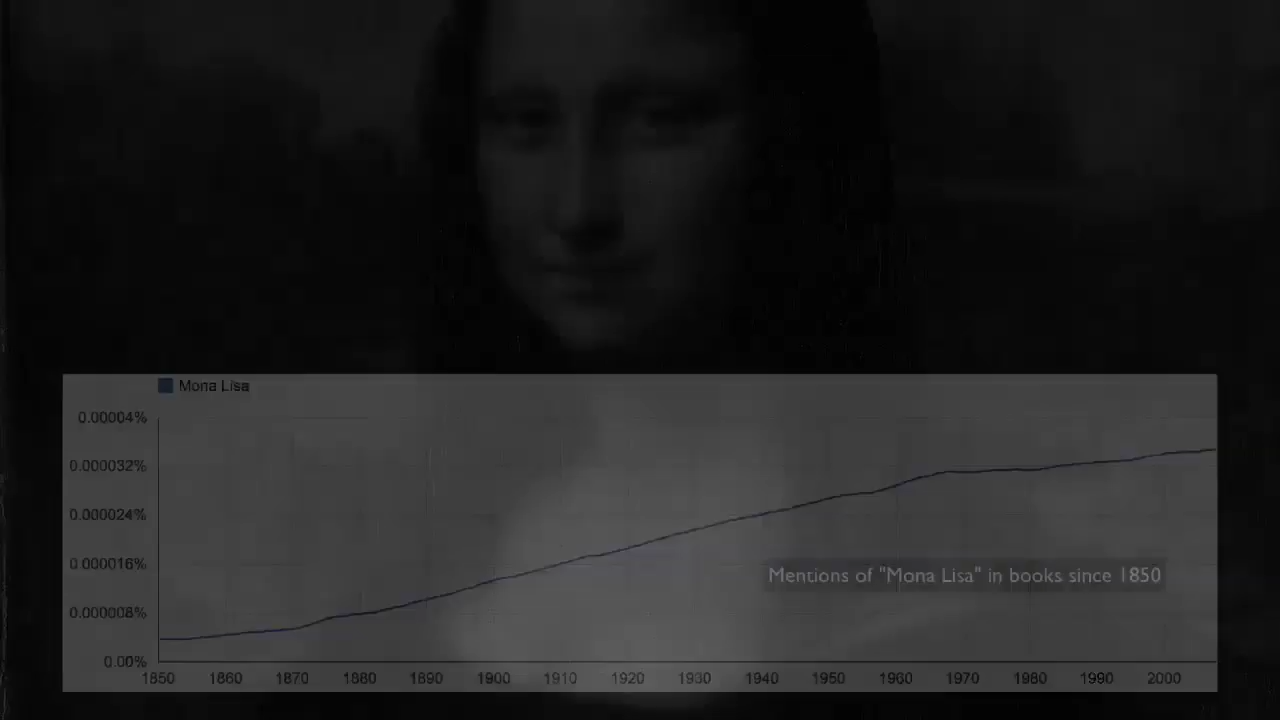 Mona Lisa
0.00004%
0.000032%
0.000024%
0.000016%
0.000008%
0.00%
Mentions of "Mona Lisa" in books since 1850
1850 1860 1870 1880 1890 1900 1910 1920 1930 1940 1950 1960 1970 1980 1990 2000